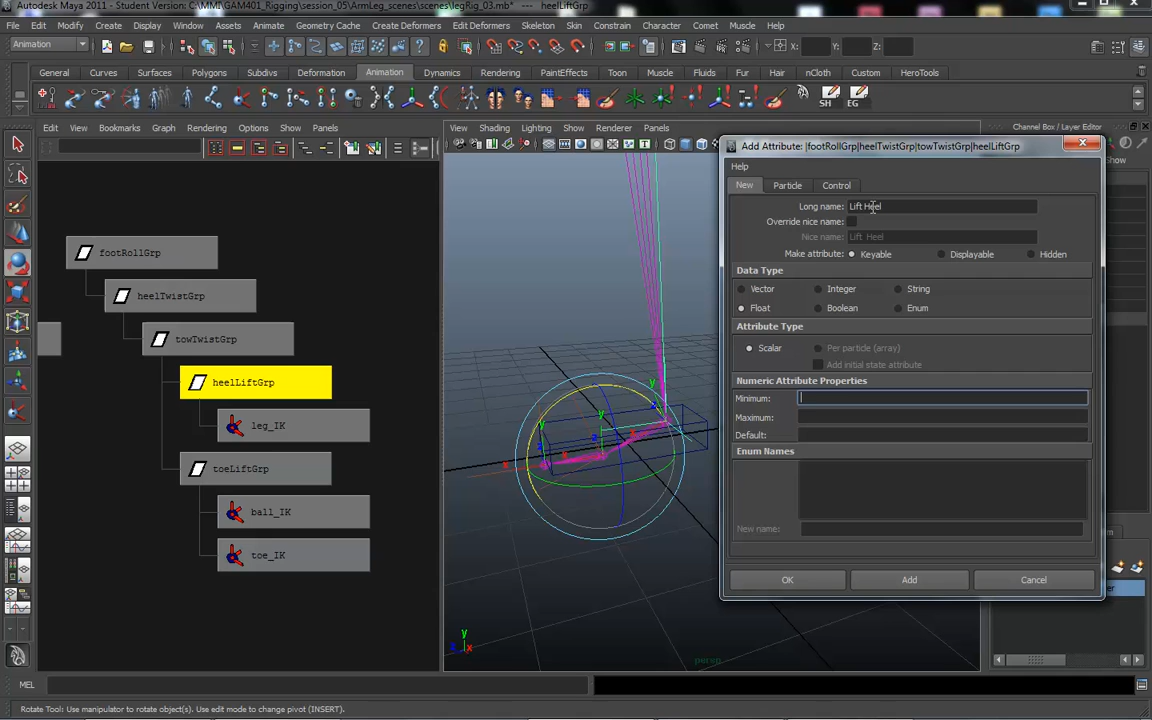 Autodesk Maya 2011 - Student Version: C:\MMI\GAM401_Rigging\session_05\ArmLeg_scenes\scenes\legRig_03.mb* --- heelLiftGrp
File Edit Modify Create Display Window Assets Animate Geometry Cache Create Deformers Edit Deformers Skeleton Skin Constrain Character Comet Muscle Help
Animation
X: Y: Z:
General Curves Surfaces Subdivs Polygons Deformation Animation Dynamics Rendering PaintEffects Toon Muscle Fluids Fur Hair nCloth Custom HeroTools
SH EG
Edit View Bookmarks Graph Rendering Options Show Panels
View Shading Lighting Show Renderer Panels
Channel Box / Layer Editor
Show
Add Attribute: |footRollGrp|heelTwistGrp|towTwistGrp|heelLiftGrp
Help
New Particle Control
Long name: Lift Heel
Override nice name:
Nice name: Lift Heel
Make attribute: Keyable Displayable Hidden
Data Type
Vector Integer String
Float Boolean Enum
Attribute Type
Scalar Per particle (array)
Add initial state attribute
Numeric Attribute Properties
Minimum:
Maximum:
Default:
Enum Names
New name:
OK Add Cancel
footRollGrp
heelTwistGrp
towTwistGrp
heelLiftGrp
leg_IK
toeLiftGrp
ball_IK
toe_IK
y
y
y
z
x
x
y
z
x
persp
MEL
Rotate Tool: Use manipulator to rotate object(s). Use edit mode to change pivot (INSERT).